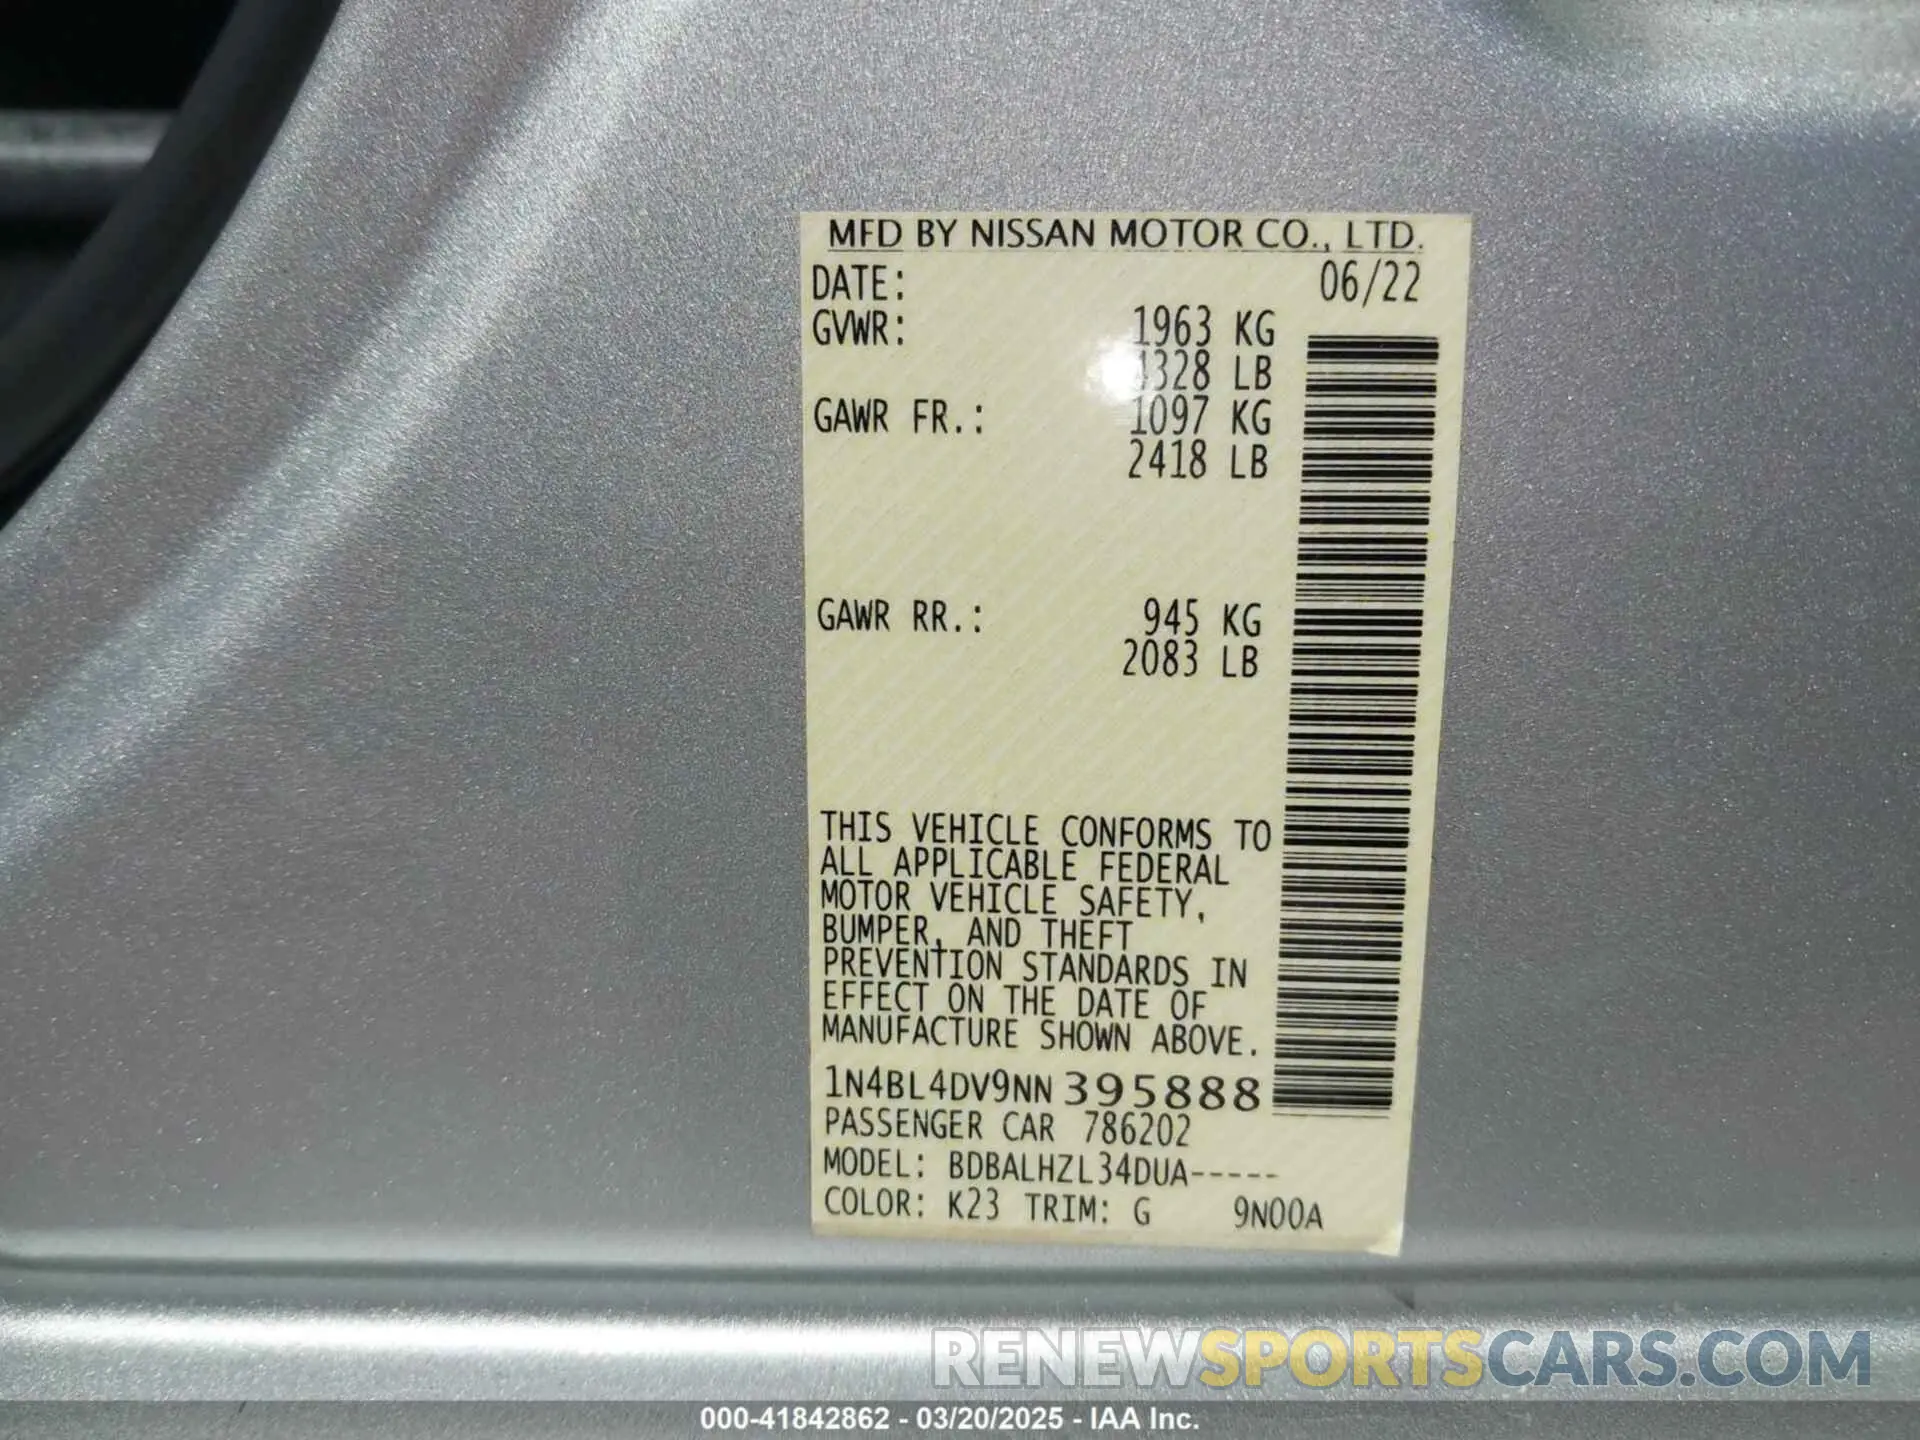 MFD BY NISSAN MOTOR CO., LTD.
DATE: 06/22
GVWR: 1963 KG
4328 LB
GAWR FR.: 1097 KG
2418 LB
GAWR RR.: 945 KG
2083 LB
THIS VEHICLE CONFORMS TO
ALL APPLICABLE FEDERAL
MOTOR VEHICLE SAFETY,
BUMPER, AND THEFT
PREVENTION STANDARDS IN
EFFECT ON THE DATE OF
MANUFACTURE SHOWN ABOVE.
1N4BL4DV9NN395888
PASSENGER CAR 786202
MODEL: BDBALHZL34DUA-----
COLOR: K23 TRIM: G 9N00A
RENEWSPORTSCARS.COM
000-41842862 - 03/20/2025 - IAA Inc.